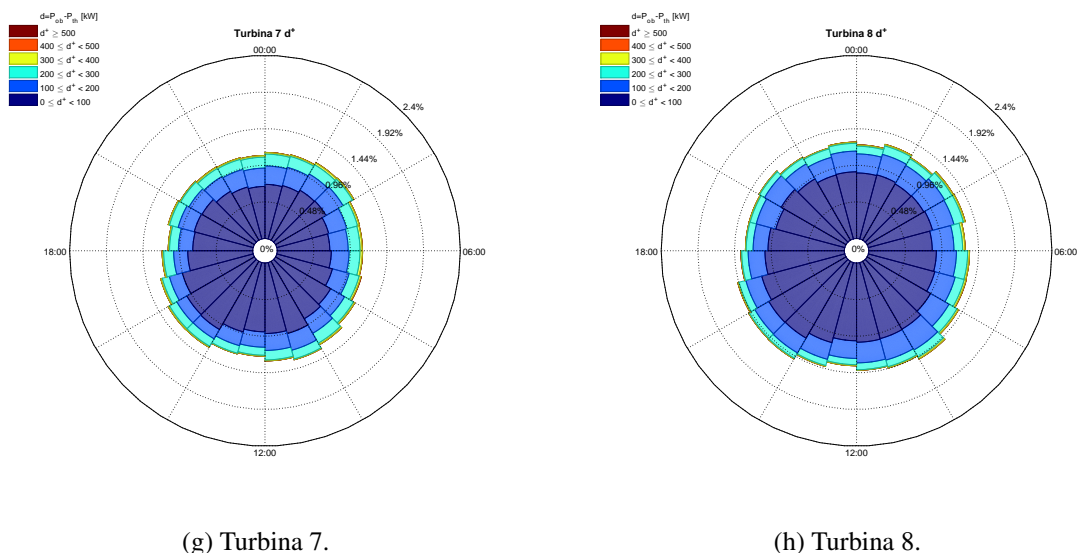 d=P_ob-P_th [kW]
d⁺ ≥ 500
400 ≤ d⁺ < 500
300 ≤ d⁺ < 400
200 ≤ d⁺ < 300
100 ≤ d⁺ < 200
0 ≤ d⁺ < 100
Turbina 7 d⁺
00:00
2.4%
1.92%
1.44%
0.96%
0.48%
0%
18:00
06:00
12:00
(g) Turbina 7.
d=P_ob-P_th [kW]
d⁺ ≥ 500
400 ≤ d⁺ < 500
300 ≤ d⁺ < 400
200 ≤ d⁺ < 300
100 ≤ d⁺ < 200
0 ≤ d⁺ < 100
Turbina 8 d⁺
00:00
2.4%
1.92%
1.44%
0.96%
0.48%
0%
18:00
06:00
12:00
(h) Turbina 8.